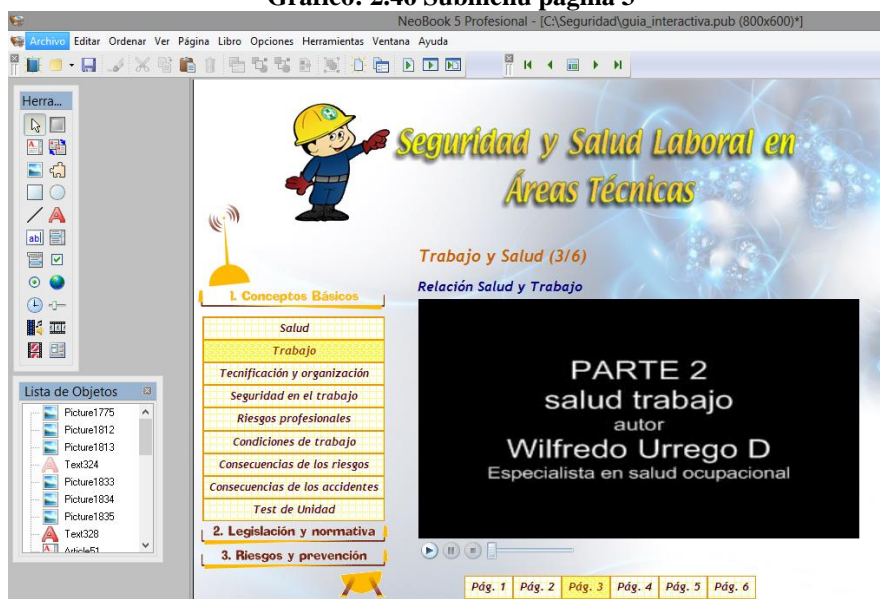 Gráfico: 2.46 Submenú página 3
NeoBook 5 Profesional - [C:\Seguridad\guia_interactiva.pub (800x600)*]
Archivo Editar Ordenar Ver Página Libro Opciones Herramientas Ventana Ayuda
Herra...
Seguridad y Salud Laboral en
Áreas Técnicas
Trabajo y Salud (3/6)
Relación Salud y Trabajo
1. Conceptos Básicos
Salud
Trabajo
Tecnificación y organización
Seguridad en el trabajo
Riesgos profesionales
Condiciones de trabajo
Consecuencias de los riesgos
Consecuencias de los accidentes
Test de Unidad
2. Legislación y normativa
3. Riesgos y prevención
PARTE 2
salud trabajo
autor
Wilfredo Urrego D
Especialista en salud ocupacional
Lista de Objetos
Picture1775
Picture1812
Picture1813
Text324
Picture1833
Picture1834
Picture1835
Text328
Article51
Pág. 1 Pág. 2 Pág. 3 Pág. 4 Pág. 5 Pág. 6